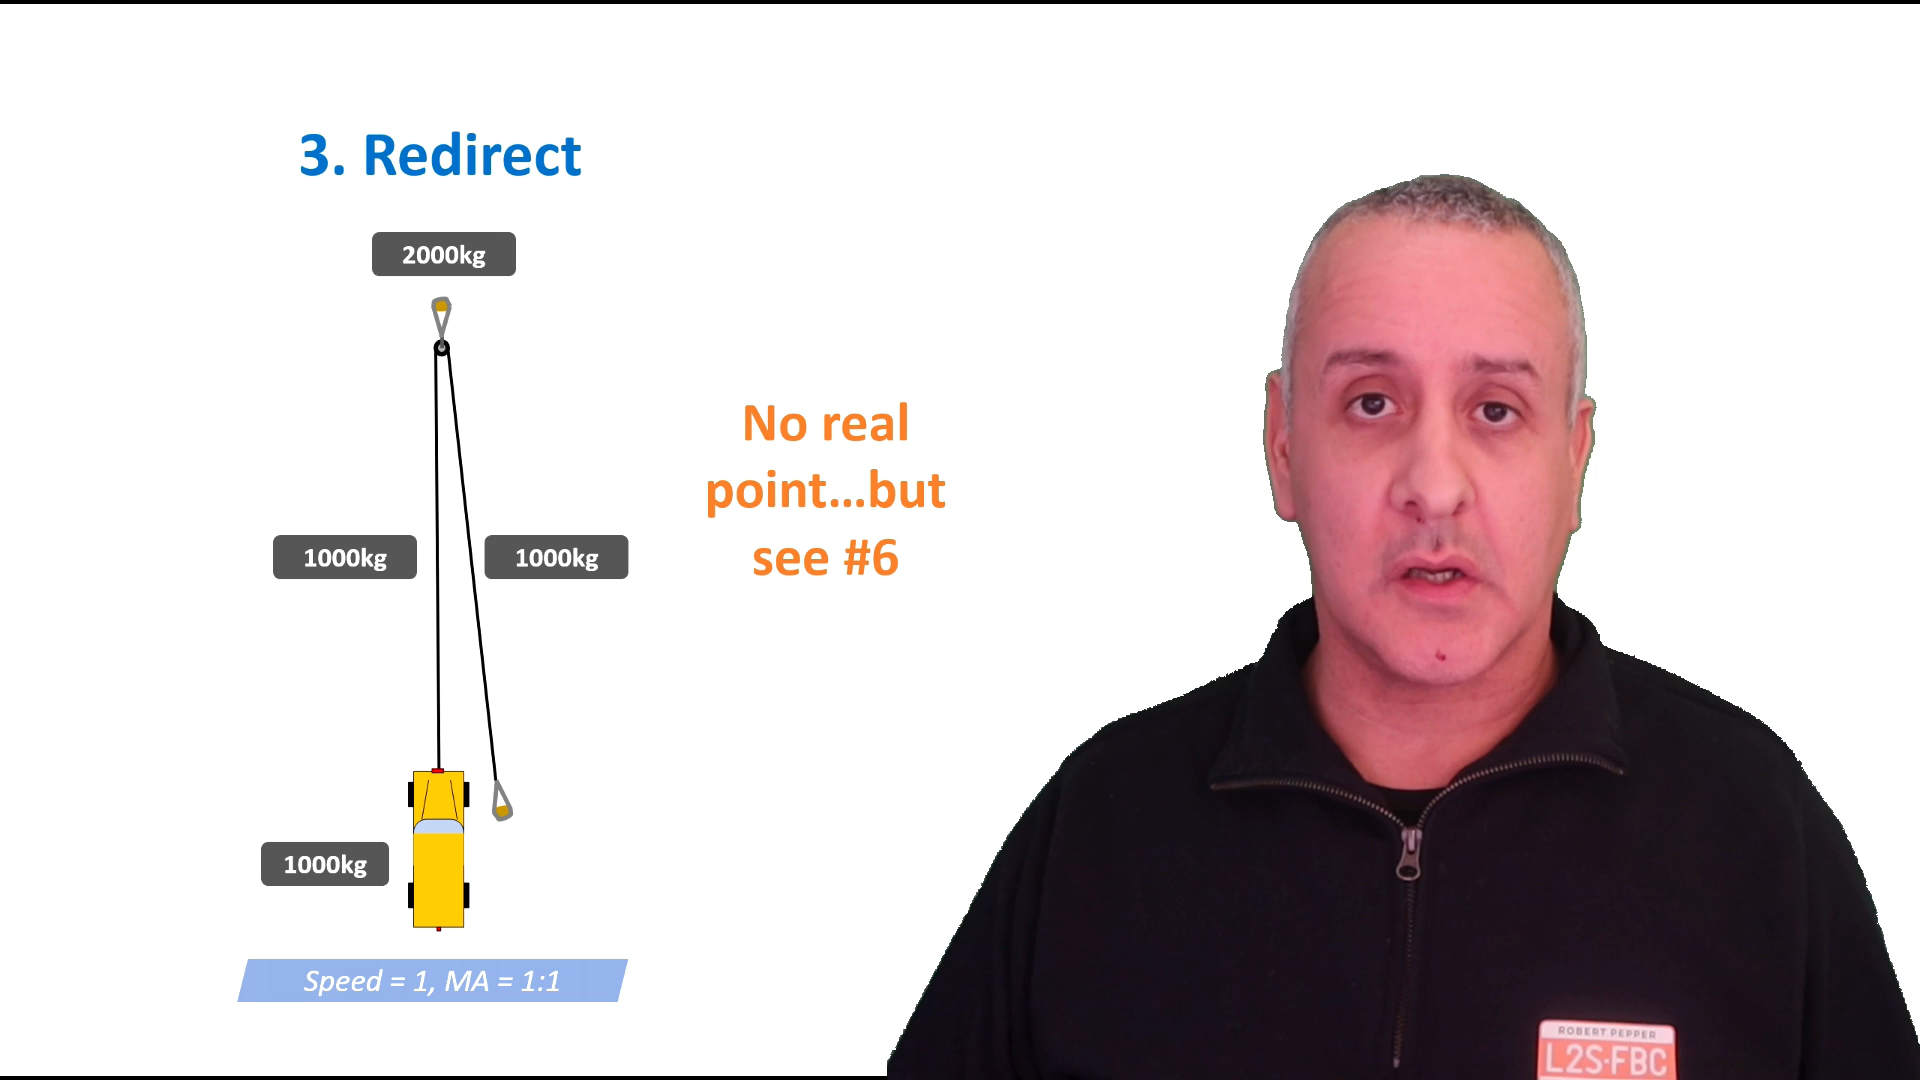 3. Redirect
2000kg
No real
point...but
see #6
1000kg
1000kg
1000kg
Speed = 1, MA = 1:1
ROBERT PEPPER
L2S·FBC